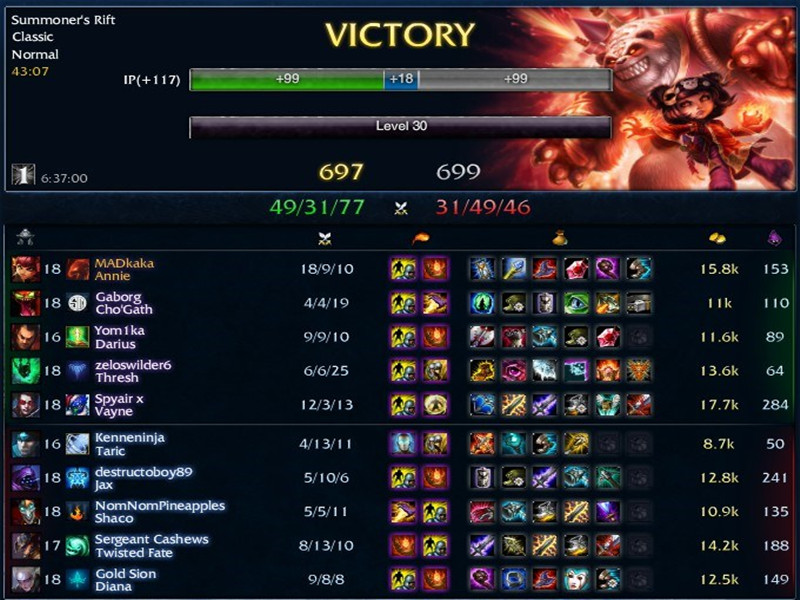 Summoner's Rift
Classic
Normal
43:07
VICTORY
IP(+117) +99 +18 +99
Level 30
1 6:37:00
697 699
49/31/77 31/49/46
18 MADkaka 18/9/10 15.8k 153
Annie
18 Gaborg 4/4/19 11k 110
Cho'Gath
16 Yom1ka 9/9/10 11.6k 89
Darius
18 zeloswilder6 6/6/25 13.6k 64
Thresh
18 Spyair x 12/3/13 17.7k 284
Vayne
16 Kenneninja 4/13/11 8.7k 50
Taric
18 destructoboy89 5/10/6 12.8k 241
Jax
18 NomNomPineapples 5/5/11 10.9k 135
Shaco
17 Sergeant Cashews 8/13/10 14.2k 188
Twisted Fate
18 Gold Sion 9/8/8 12.5k 149
Diana